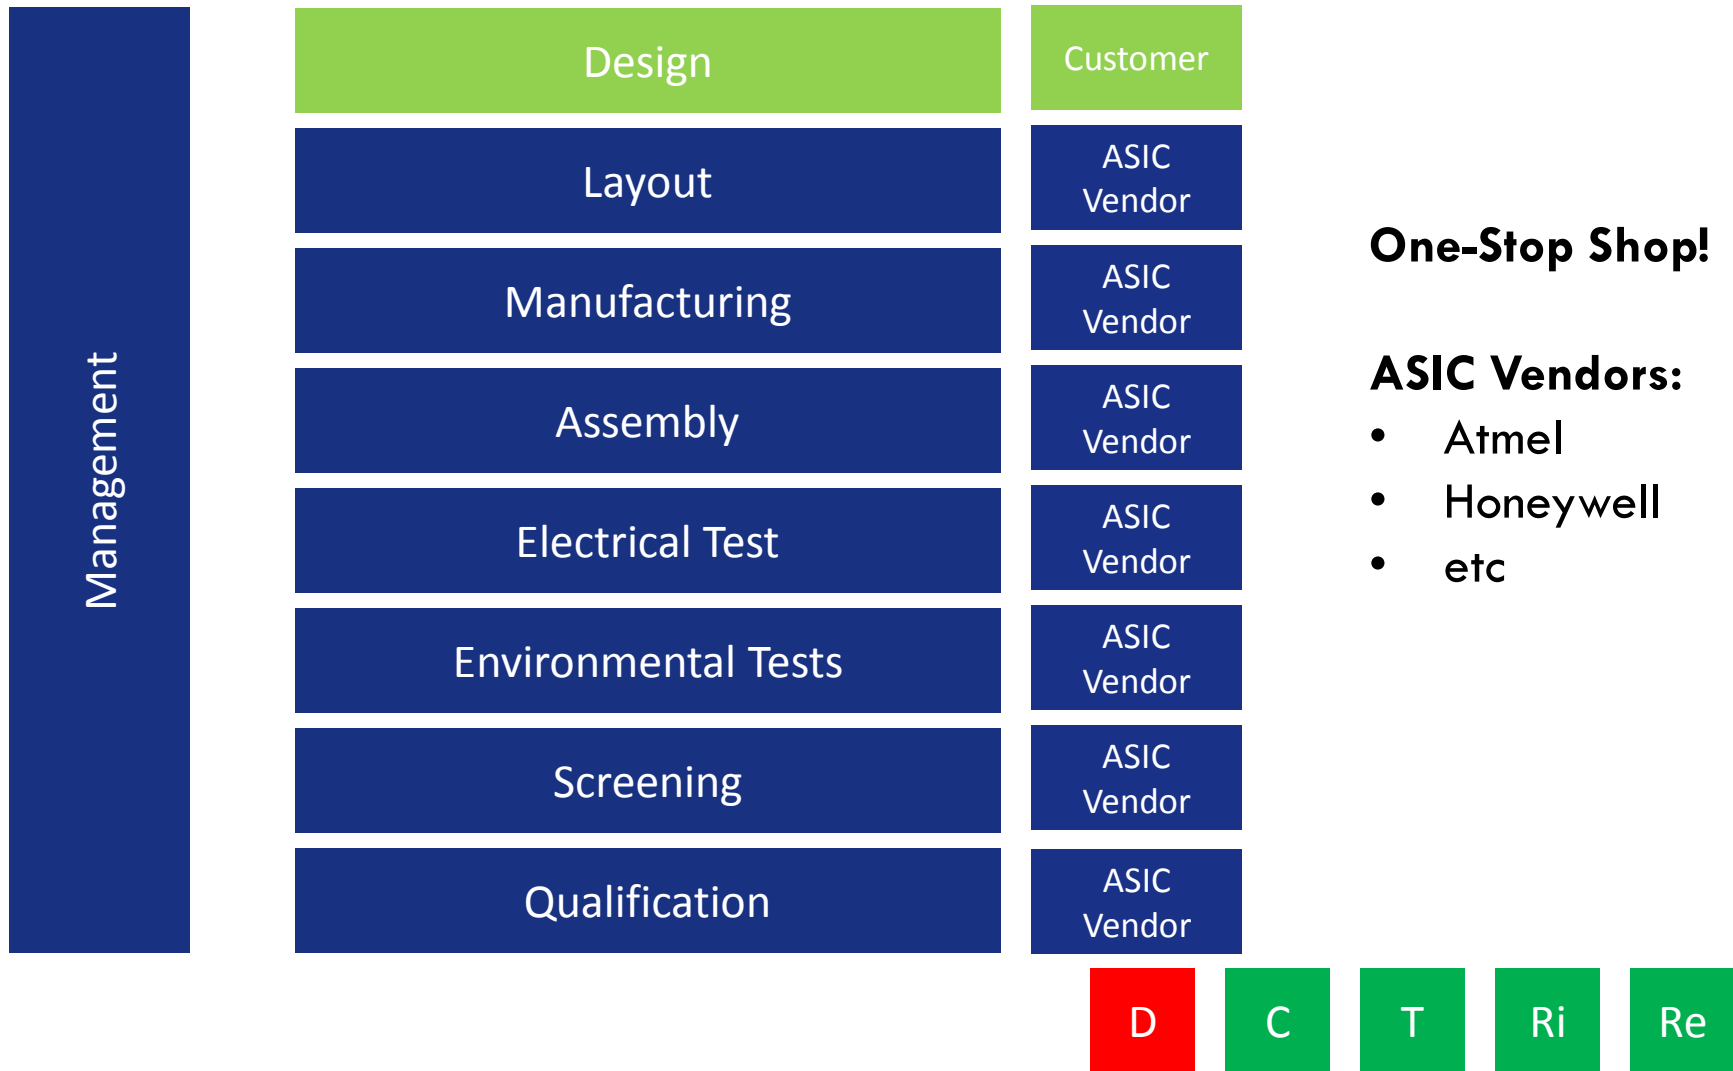 Management
Design
Customer
Layout
ASIC
Vendor
Manufacturing
ASIC
Vendor
Assembly
ASIC
Vendor
Electrical Test
ASIC
Vendor
Environmental Tests
ASIC
Vendor
Screening
ASIC
Vendor
Qualification
ASIC
Vendor
One-Stop Shop!
ASIC Vendors:
• Atmel
• Honeywell
• etc
D
C
T
Ri
Re